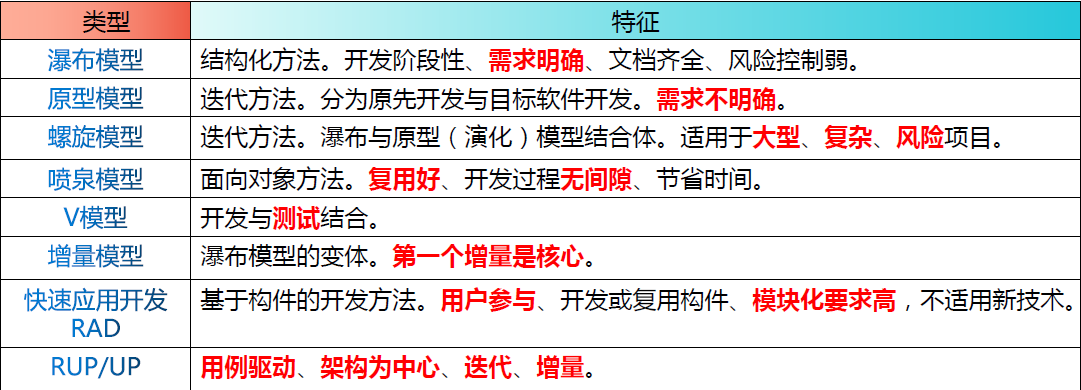 类型 特征
瀑布模型 结构化方法。开发阶段性、需求明确、文档齐全、风险控制弱。
原型模型 迭代方法。分为原先开发与目标软件开发。需求不明确。
螺旋模型 迭代方法。瀑布与原型（演化）模型结合体。适用于大型、复杂、风险项目。
喷泉模型 面向对象方法。复用好、开发过程无间隙、节省时间。
V模型 开发与测试结合。
增量模型 瀑布模型的变体。第一个增量是核心。
快速应用开发 基于构件的开发方法。用户参与、开发或复用构件、模块化要求高，不适用新技术。
RAD
RUP/UP 用例驱动、架构为中心、迭代、增量。